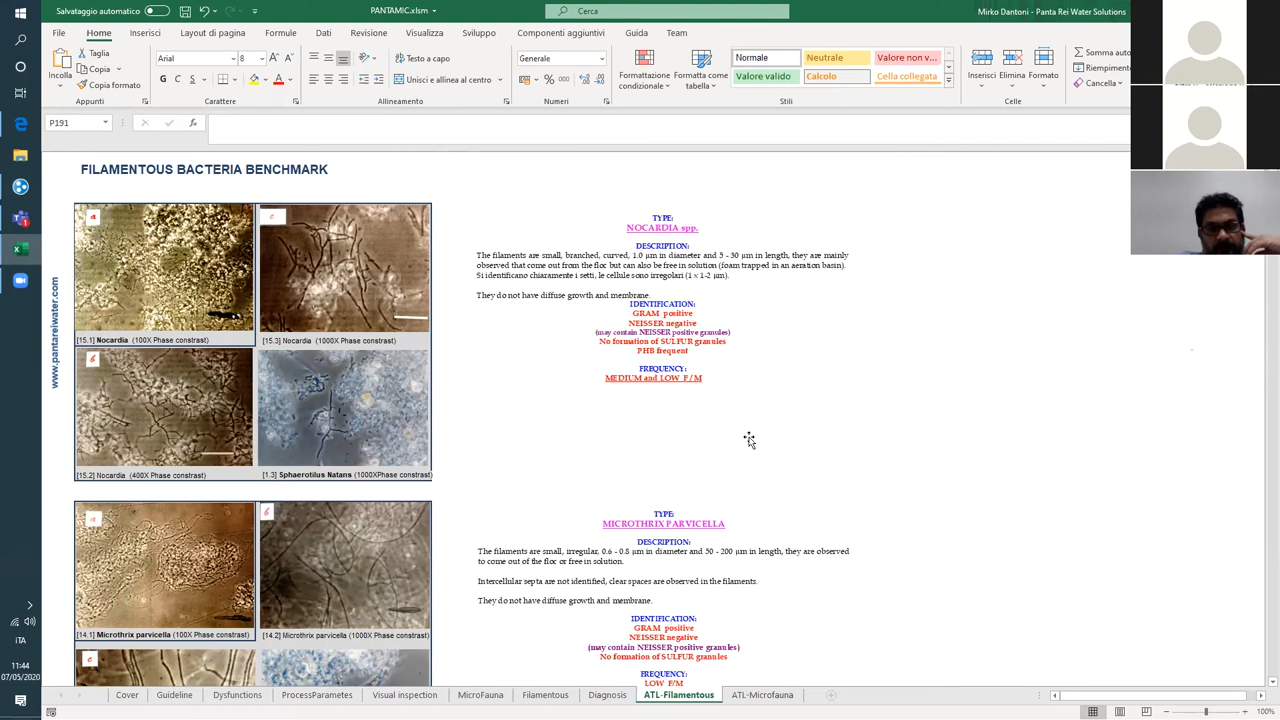 Salvataggio automatico
PANTAMIC.xlsm
Cerca
Mirko Dantoni - Panta Rei Water Solutions
File Home Inserisci Layout di pagina Formule Dati Revisione Visualizza Sviluppo Componenti aggiuntivi Guida Team
Incolla
Taglia
Copia
Copia formato
Appunti
Arial 8
G C S
Carattere
Testo a capo
Unisci e allinea al centro
Allineamento
Generale
Numeri
Formattazione condizionale
Formatta come tabella
Normale Neutrale Valore non v...
Valore valido Calcolo Cella collegata
Stili
Inserisci Elimina Formato
Celle
Somma auto
Riempimento
Cancella
P191
fx
FILAMENTOUS BACTERIA BENCHMARK
www.pantareiwater.com
a
c
[15.1] Nocardia (100X Phase constrast)
[15.3] Nocardia (1000X Phase constrast)
b
[15.2] Nocardia (400X Phase constrast)
[1.3] Sphaerotilus Natans (1000XPhase constrast)
TYPE:
NOCARDIA spp.
DESCRIPTION:
The filaments are small, branched, curved, 1.0 µm in diameter and 5 - 30 µm in length, they are mainly
observed that come out from the floc but can also be free in solution (foam trapped in an aeration basin).
Si identificano chiaramente i setti, le cellule sono irregolari (1 x 1-2 µm).
They do not have diffuse growth and membrane.
IDENTIFICATION:
GRAM positive
NEISSER negative
(may contain NEISSER positive granules)
No formation of SULFUR granules
PHB frequent
FREQUENCY:
MEDIUM and LOW F / M
a
b
[14.1] Microthrix parvicella (100X Phase constrast)
[14.2] Microthrix parvicella (1000X Phase constrast)
c
TYPE:
MICROTHRIX PARVICELLA
DESCRIPTION:
The filaments are small, irregular, 0.6 - 0.8 µm in diameter and 50 - 200 µm in length, they are observed
to come out of the floc or free in solution.
Intercellular septa are not identified, clear spaces are observed in the filaments.
They do not have diffuse growth and membrane.
IDENTIFICATION:
GRAM positive
NEISSER negative
(may contain NEISSER positive granules)
No formation of SULFUR granules
FREQUENCY:
LOW F/M
Cover Guideline Dysfunctions ProcessParametes Visual inspection MicroFauna Filamentous Diagnosis ATL-Filamentous ATL-Microfauna
100%
ITA
11:44
07/05/2020